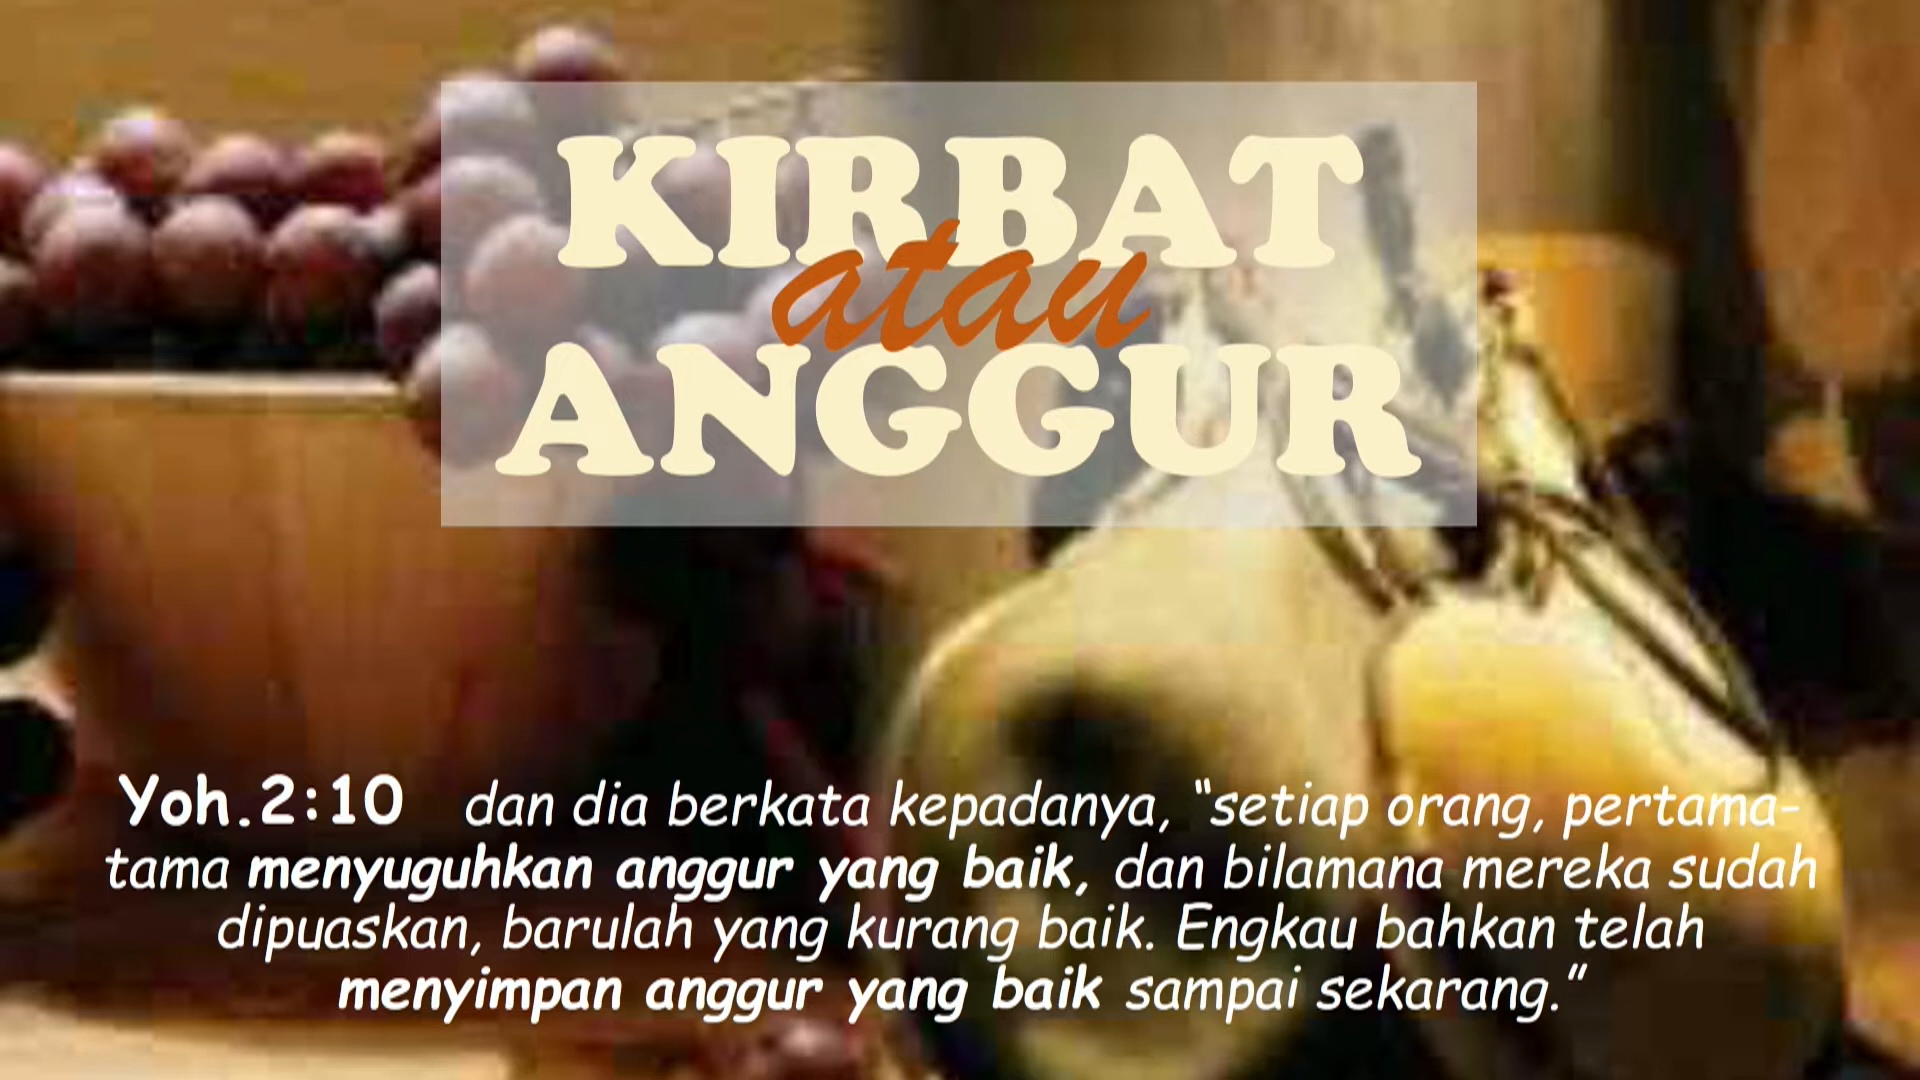 KIRBAT
atau
ANGGUR
Yoh.2:10 dan dia berkata kepadanya, “setiap orang, pertama-
tama menyuguhkan anggur yang baik, dan bilamana mereka sudah
dipuaskan, barulah yang kurang baik. Engkau bahkan telah
menyimpan anggur yang baik sampai sekarang.”